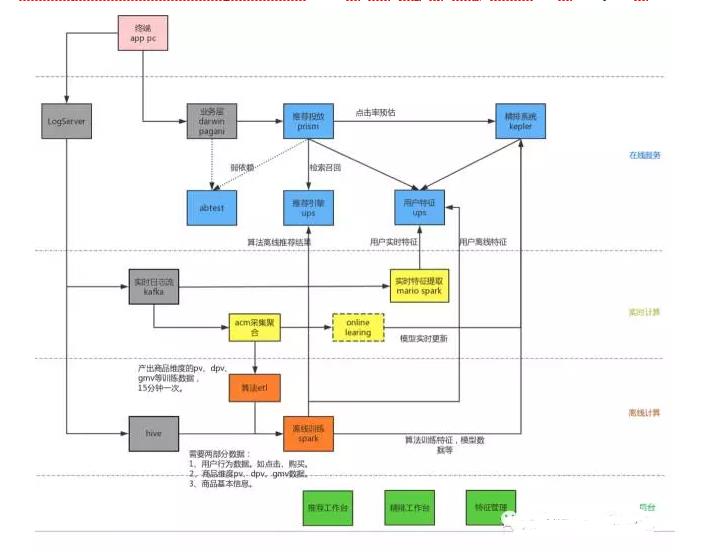 终端
app pc
LogServer
业务层
darwin
pagani
推荐投放
prism
点击率预估
精排系统
kepler
在线服务
弱依赖
检索召回
abtest
推荐引擎
ups
用户特征
ups
算法离线推荐结果
用户实时特征
用户离线特征
实时日志流
kafka
实时特征提取
mario spark
实时计算
acm采集聚
合
online
learing
模型实时更新
产出商品维度的pv、dpv、
gmv等训练数据，
15分钟一次。
算法etl
离线计算
hive
离线训练
spark
算法训练特征，模型数
据等
需要两部分数据：
1、用户行为数据。如点击、购买。
2、商品维度pv、dpv、gmv数据。
3、商品基本信息。
推荐工作台
精排工作台
特征管理